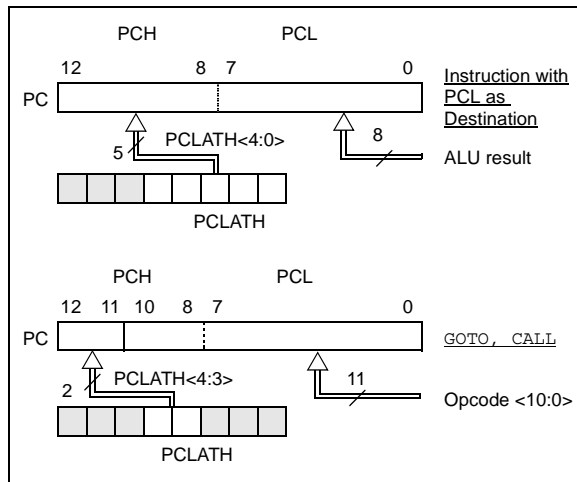 PCH PCL
12 8 7 0
Instruction with
PCL as
Destination
PC
5 PCLATH<4:0> 8
ALU result
PCLATH
PCH PCL
12 11 10 8 7 0
PC GOTO, CALL
2 PCLATH<4:3> 11
Opcode <10:0>
PCLATH